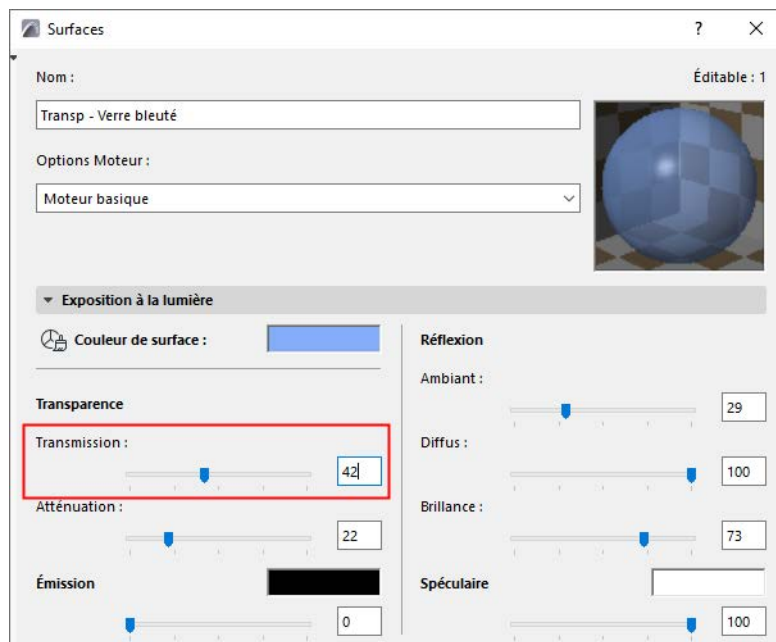 Surfaces ? ×
Nom : Éditable : 1
Transp - Verre bleuté
Options Moteur :
Moteur basique
Exposition à la lumière
Couleur de surface :
Transparence
Transmission :
42
Atténuation :
22
Émission
0
Réflexion
Ambiant :
29
Diffus :
100
Brillance :
73
Spéculaire
100